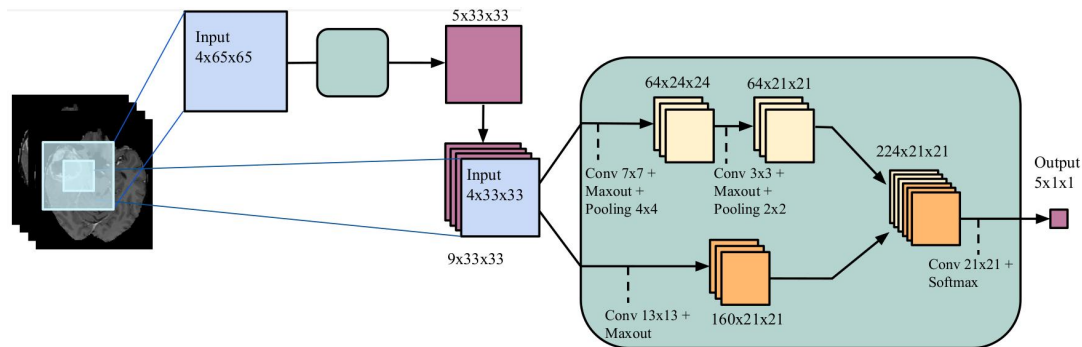 Input
4x65x65
5x33x33
Input
4x33x33
9x33x33
64x24x24
64x21x21
Conv 7x7 +
Maxout +
Pooling 4x4
Conv 3x3 +
Maxout +
Pooling 2x2
224x21x21
Conv 13x13 +
Maxout
160x21x21
Conv 21x21 +
Softmax
Output
5x1x1